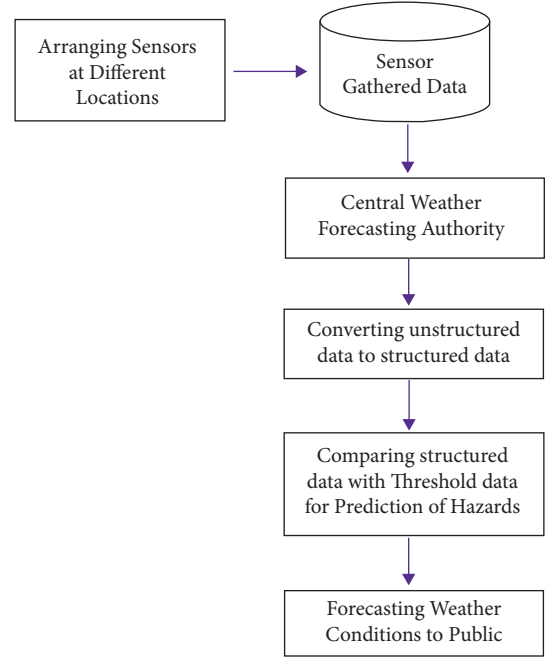 Arranging Sensors
at Different
Locations
Sensor
Gathered Data
Central Weather
Forecasting Authority
Converting unstructured
data to structured data
Comparing structured
data with Threshold data
for Prediction of Hazards
Forecasting Weather
Conditions to Public